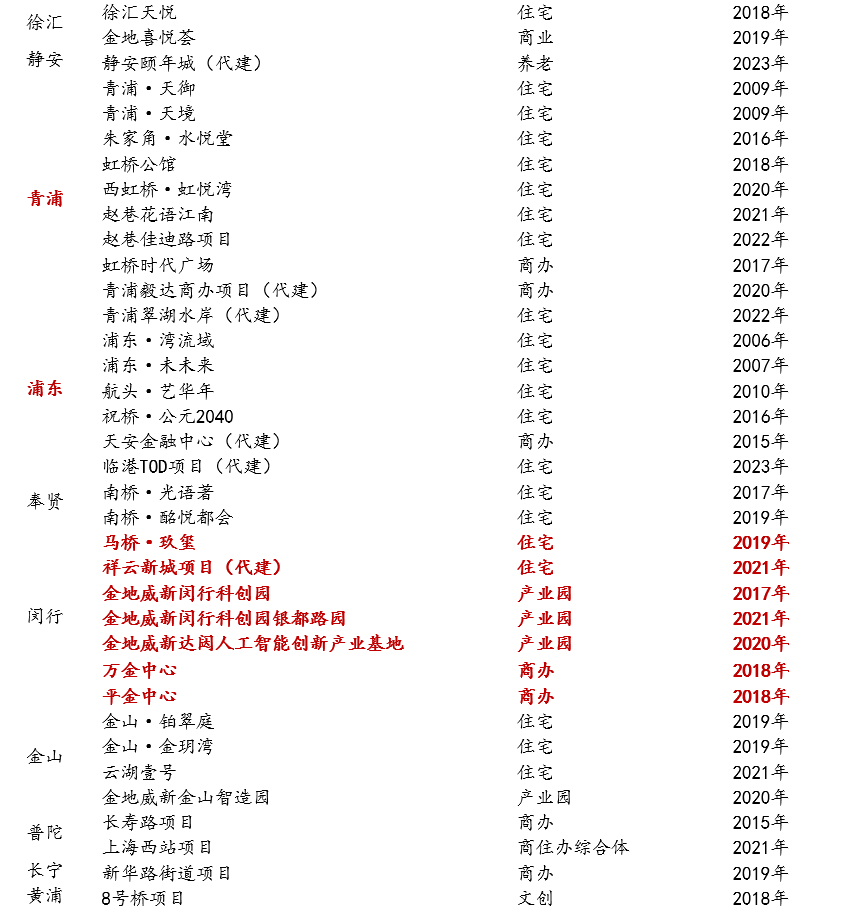 徐汇 徐汇天悦 住宅 2018年
金地喜悦荟 商业 2019年
静安 静安颐年城（代建） 养老 2023年
青浦·天御 住宅 2009年
青浦·天境 住宅 2009年
朱家角·水悦堂 住宅 2016年
虹桥公馆 住宅 2018年
青浦 西虹桥·虹悦湾 住宅 2020年
赵巷花语江南 住宅 2021年
赵巷佳迪路项目 住宅 2022年
虹桥时代广场 商办 2017年
青浦毅达商办项目（代建） 商办 2020年
青浦翠湖水岸（代建） 住宅 2022年
浦东·湾流域 住宅 2006年
浦东·未未来 住宅 2007年
浦东 航头·艺华年 住宅 2010年
祝桥·公元2040 住宅 2016年
天安金融中心（代建） 商办 2015年
临港TOD项目（代建） 住宅 2023年
奉贤 南桥·光语著 住宅 2017年
南桥·酩悦都会 住宅 2019年
马桥·玖玺 住宅 2019年
祥云新城项目（代建） 住宅 2021年
金地威新闵行科创园 产业园 2017年
闵行 金地威新闵行科创园银都路园 产业园 2021年
金地威新达闼人工智能创新产业基地 产业园 2020年
万金中心 商办 2018年
平金中心 商办 2018年
金山·铂翠庭 住宅 2019年
金山·金玥湾 住宅 2019年
金山 云湖壹号 住宅 2021年
金地威新金山智造园 产业园 2020年
普陀 长寿路项目 商办 2015年
上海西站项目 商住办综合体 2021年
长宁 新华路街道项目 商办 2019年
黄浦 8号桥项目 文创 2018年